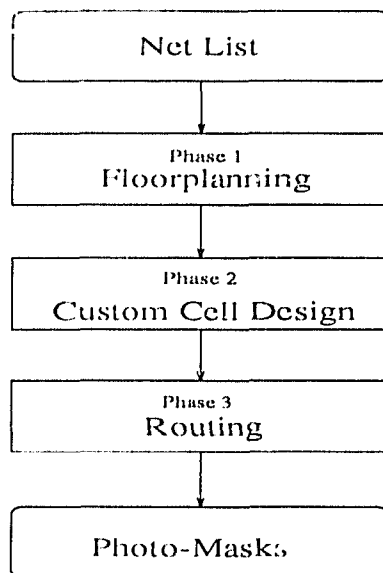 Net List
Phase 1
Floorplanning
Phase 2
Custom Cell Design
Phase 3
Routing
Photo-Masks